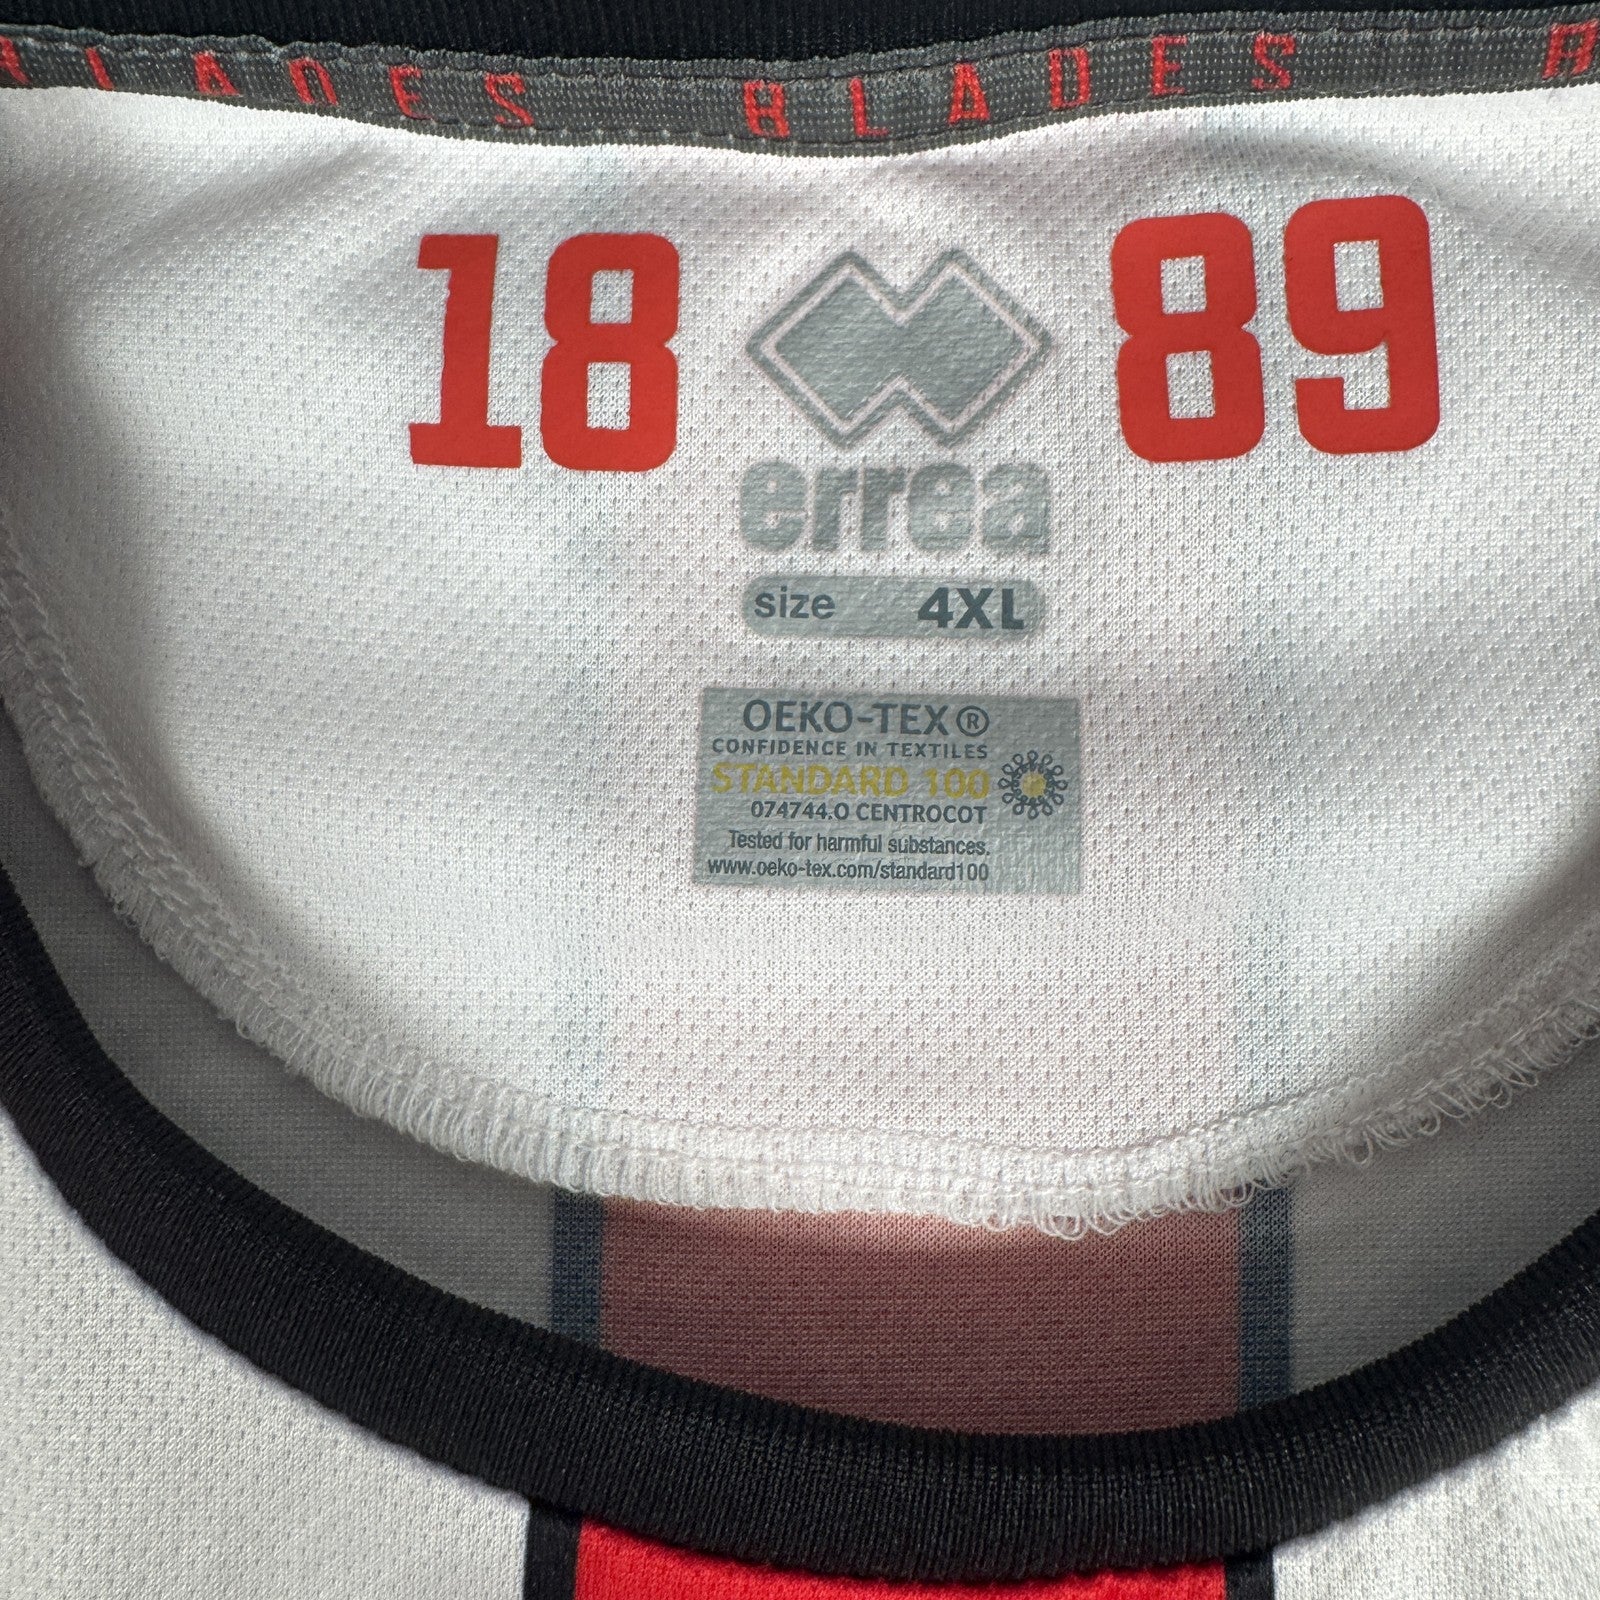 BLADES BLADES
18 89
errea
size 4XL
OEKO-TEX®
CONFIDENCE IN TEXTILES
STANDARD 100
074744.O CENTROCOT
Tested for harmful substances.
www.oeko-tex.com/standard100